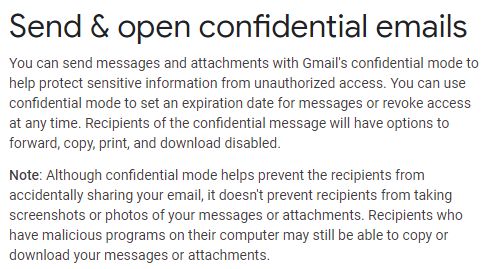 Send & open confidential emails
You can send messages and attachments with Gmail's confidential mode to
help protect sensitive information from unauthorized access. You can use
confidential mode to set an expiration date for messages or revoke access
at any time. Recipients of the confidential message will have options to
forward, copy, print, and download disabled.
Note: Although confidential mode helps prevent the recipients from
accidentally sharing your email, it doesn't prevent recipients from taking
screenshots or photos of your messages or attachments. Recipients who
have malicious programs on their computer may still be able to copy or
download your messages or attachments.